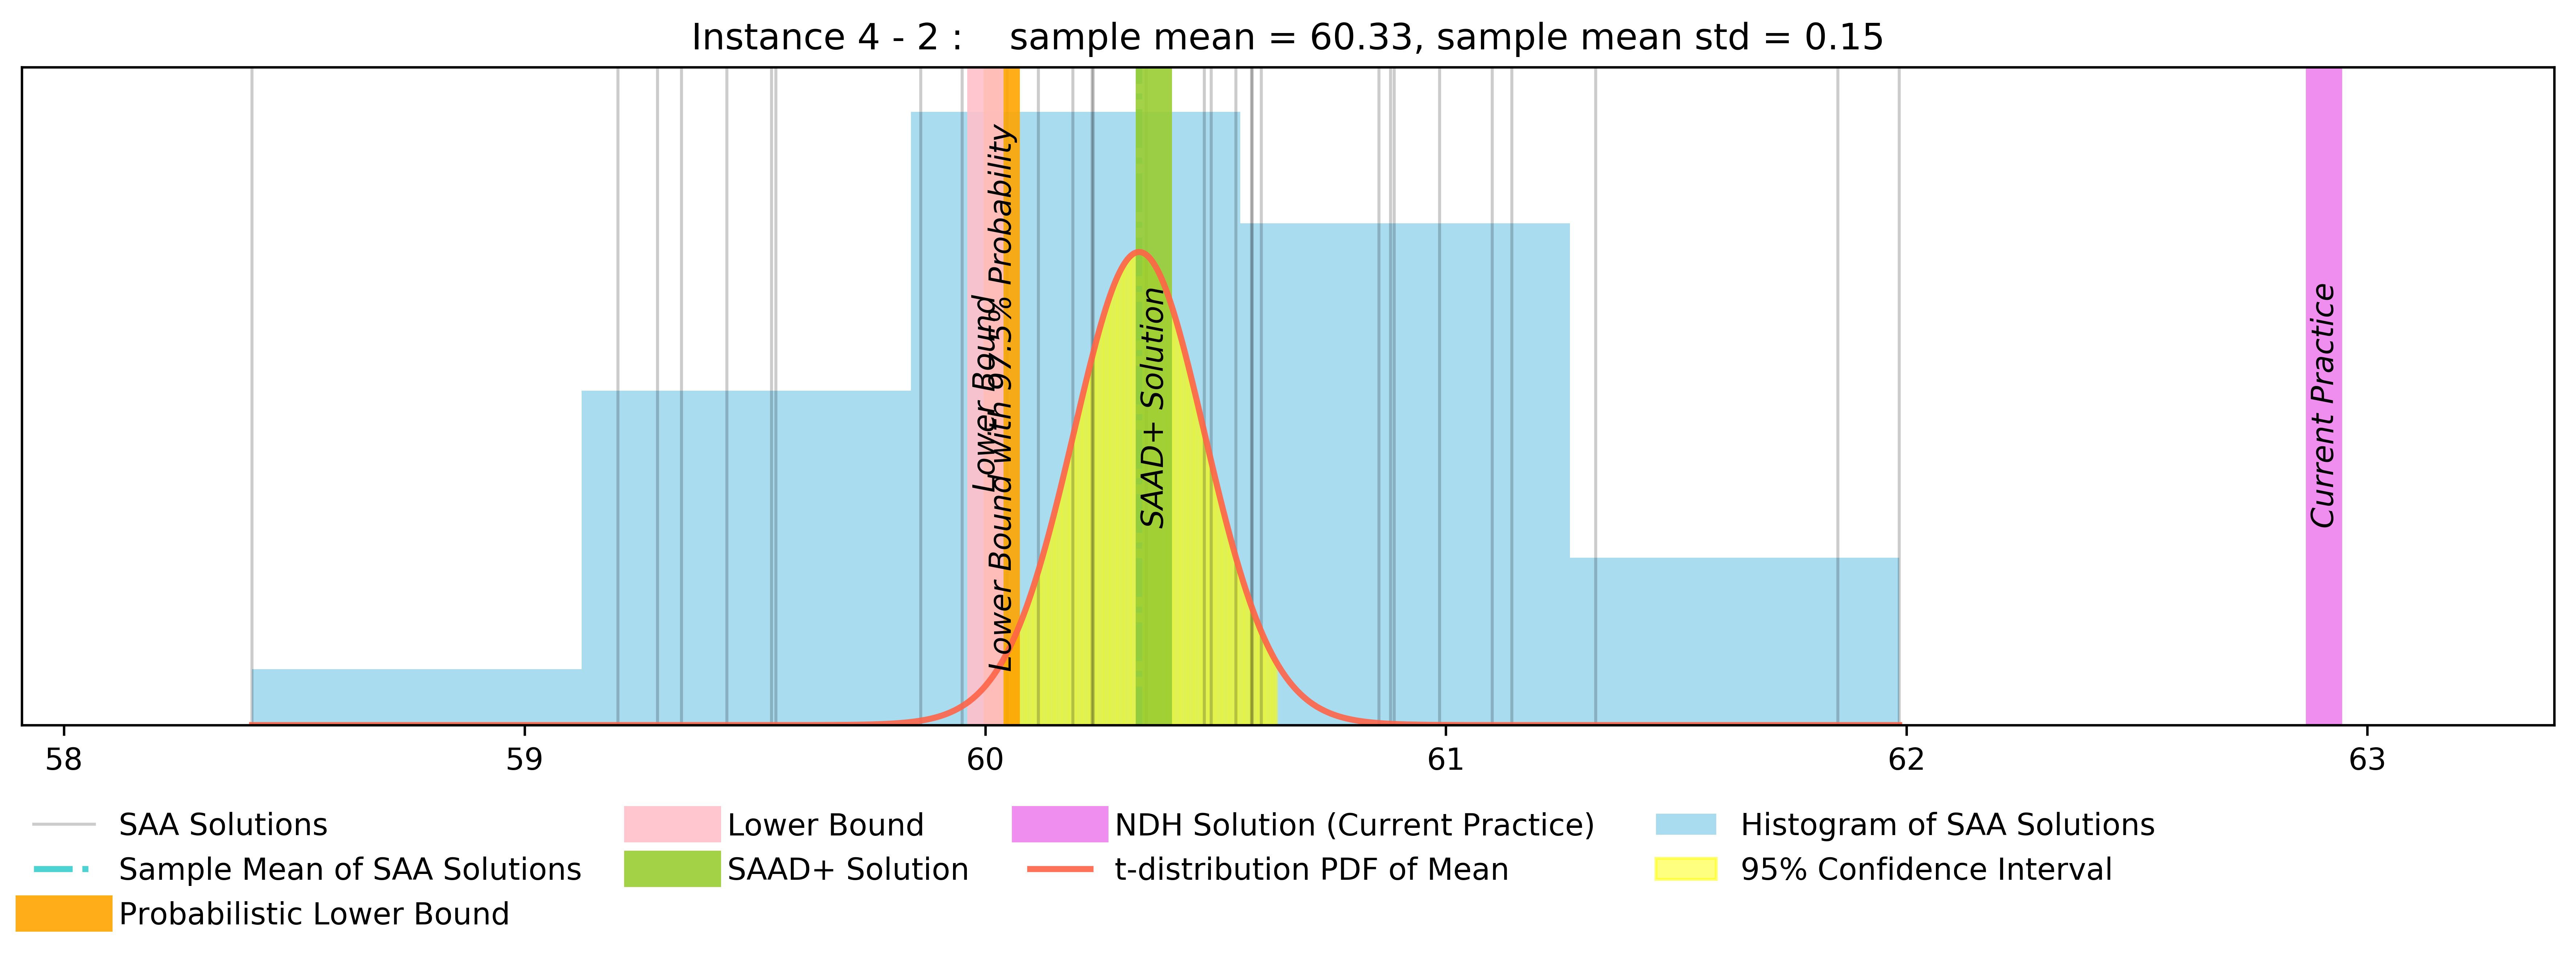 Instance 4 - 2 :    sample mean = 60.33, sample mean std = 0.15
Lower Bound
Lower Bound with 97.5% Probability
SAAD+ Solution
Current Practice
58 59 60 61 62 63
SAA Solutions
Sample Mean of SAA Solutions
Probabilistic Lower Bound
Lower Bound
SAAD+ Solution
NDH Solution (Current Practice)
t-distribution PDF of Mean
Histogram of SAA Solutions
95% Confidence Interval